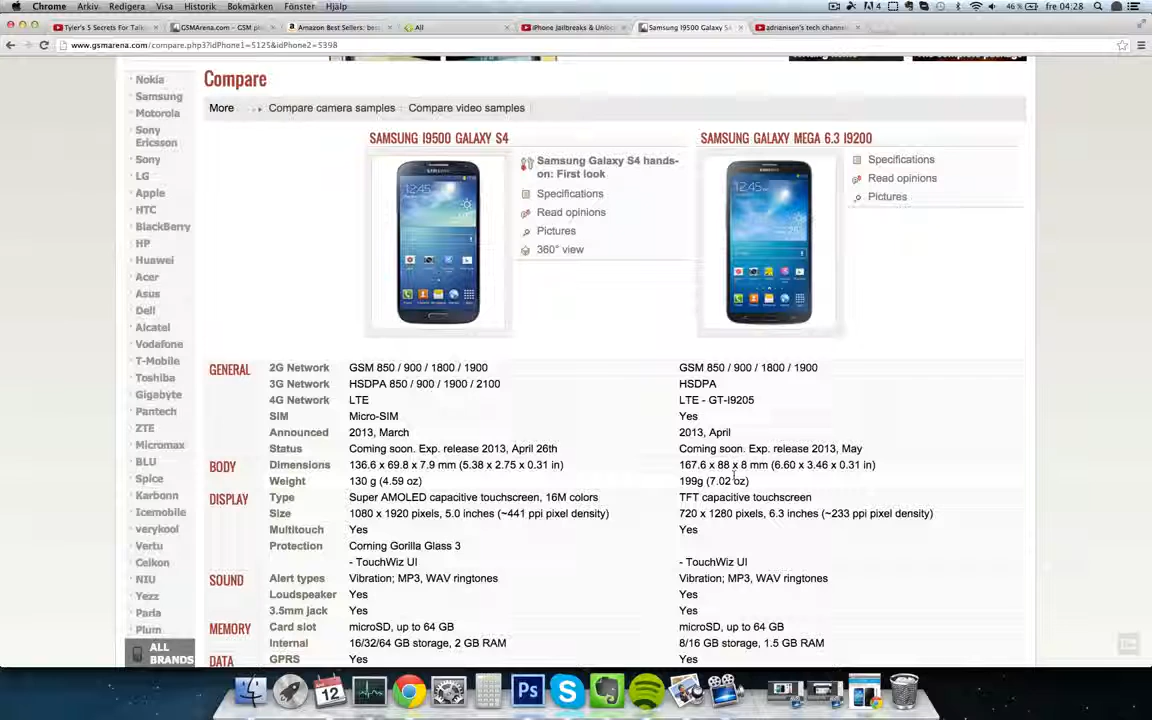 Chrome Arkiv Redigera Visa Historik Bokmärken Fönster Hjälp 4 46 % fre 04:28
Tyler's 5 Secrets For Talk GSMArena.com - GSM ph Amazon Best Sellers: bes All iPhone Jailbreaks & Unlock Samsung I9500 Galaxy S4 adrianisen's tech channel
www.gsmarena.com/compare.php3?idPhone1=5125&idPhone2=5398
Compare
More Compare camera samples Compare video samples
SAMSUNG I9500 GALAXY S4 SAMSUNG GALAXY MEGA 6.3 I9200
Samsung Galaxy S4 hands-
on: First look
Specifications
Read opinions
Pictures
360° view
Specifications
Read opinions
Pictures
Nokia
Samsung
Motorola
Sony
Ericsson
Sony
LG
Apple
HTC
BlackBerry
HP
Huawei
Acer
Asus
Dell
Alcatel
Vodafone
T-Mobile
Toshiba
Gigabyte
Pantech
ZTE
Micromax
BLU
Spice
Karbonn
Icemobile
verykool
Vertu
Celkon
NIU
Yezz
Parla
Plum
ALL
BRANDS
GENERAL 2G Network GSM 850 / 900 / 1800 / 1900 GSM 850 / 900 / 1800 / 1900
3G Network HSDPA 850 / 900 / 1900 / 2100 HSDPA
4G Network LTE LTE - GT-I9205
SIM Micro-SIM Yes
Announced 2013, March 2013, April
Status Coming soon. Exp. release 2013, April 26th Coming soon. Exp. release 2013, May
BODY Dimensions 136.6 x 69.8 x 7.9 mm (5.38 x 2.75 x 0.31 in) 167.6 x 88 x 8 mm (6.60 x 3.46 x 0.31 in)
Weight 130 g (4.59 oz) 199g (7.02 oz)
DISPLAY Type Super AMOLED capacitive touchscreen, 16M colors TFT capacitive touchscreen
Size 1080 x 1920 pixels, 5.0 inches (~441 ppi pixel density) 720 x 1280 pixels, 6.3 inches (~233 ppi pixel density)
Multitouch Yes Yes
Protection Corning Gorilla Glass 3
- TouchWiz UI - TouchWiz UI
SOUND Alert types Vibration; MP3, WAV ringtones Vibration; MP3, WAV ringtones
Loudspeaker Yes Yes
3.5mm jack Yes Yes
MEMORY Card slot microSD, up to 64 GB microSD, up to 64 GB
Internal 16/32/64 GB storage, 2 GB RAM 8/16 GB storage, 1.5 GB RAM
DATA GPRS Yes Yes
APR
12
Ps